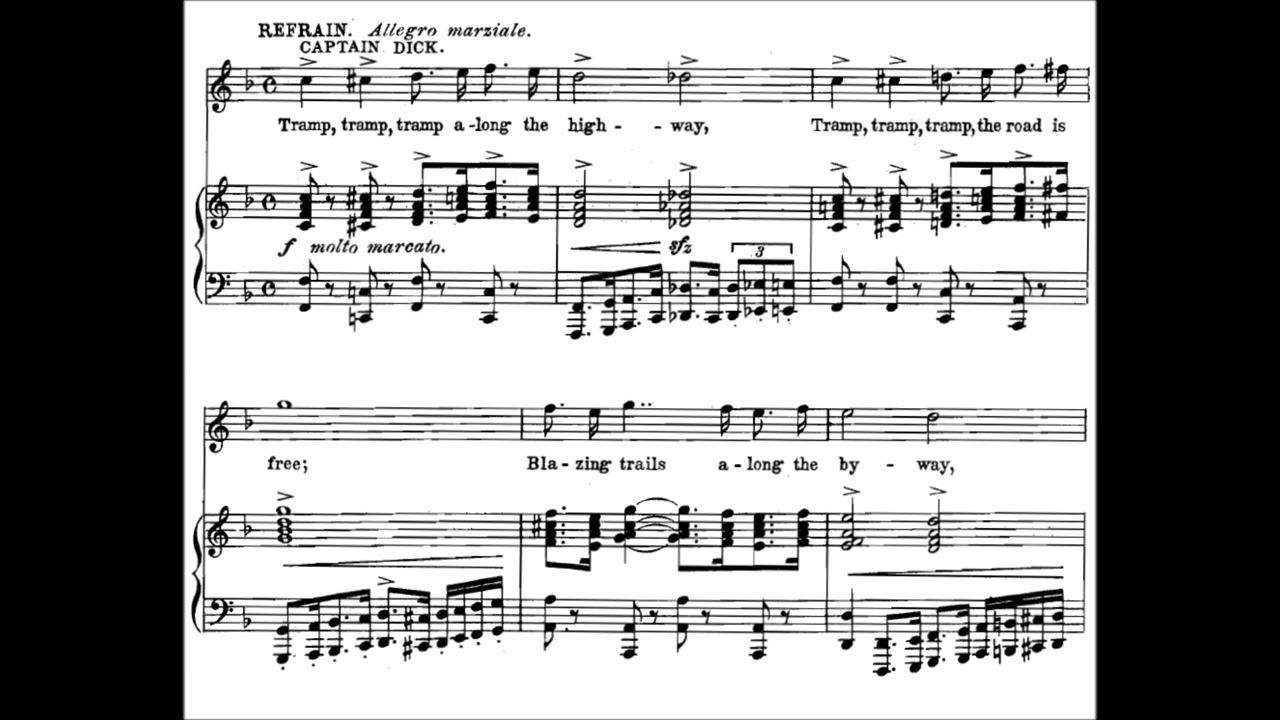 REFRAIN. Allegro marziale.
CAPTAIN DICK.
Tramp, tramp, tramp a-long the high - - way, Tramp, tramp, tramp, the road is
f molto marcato. sfz 3
free; Bla - zing trails a - long the by - way,